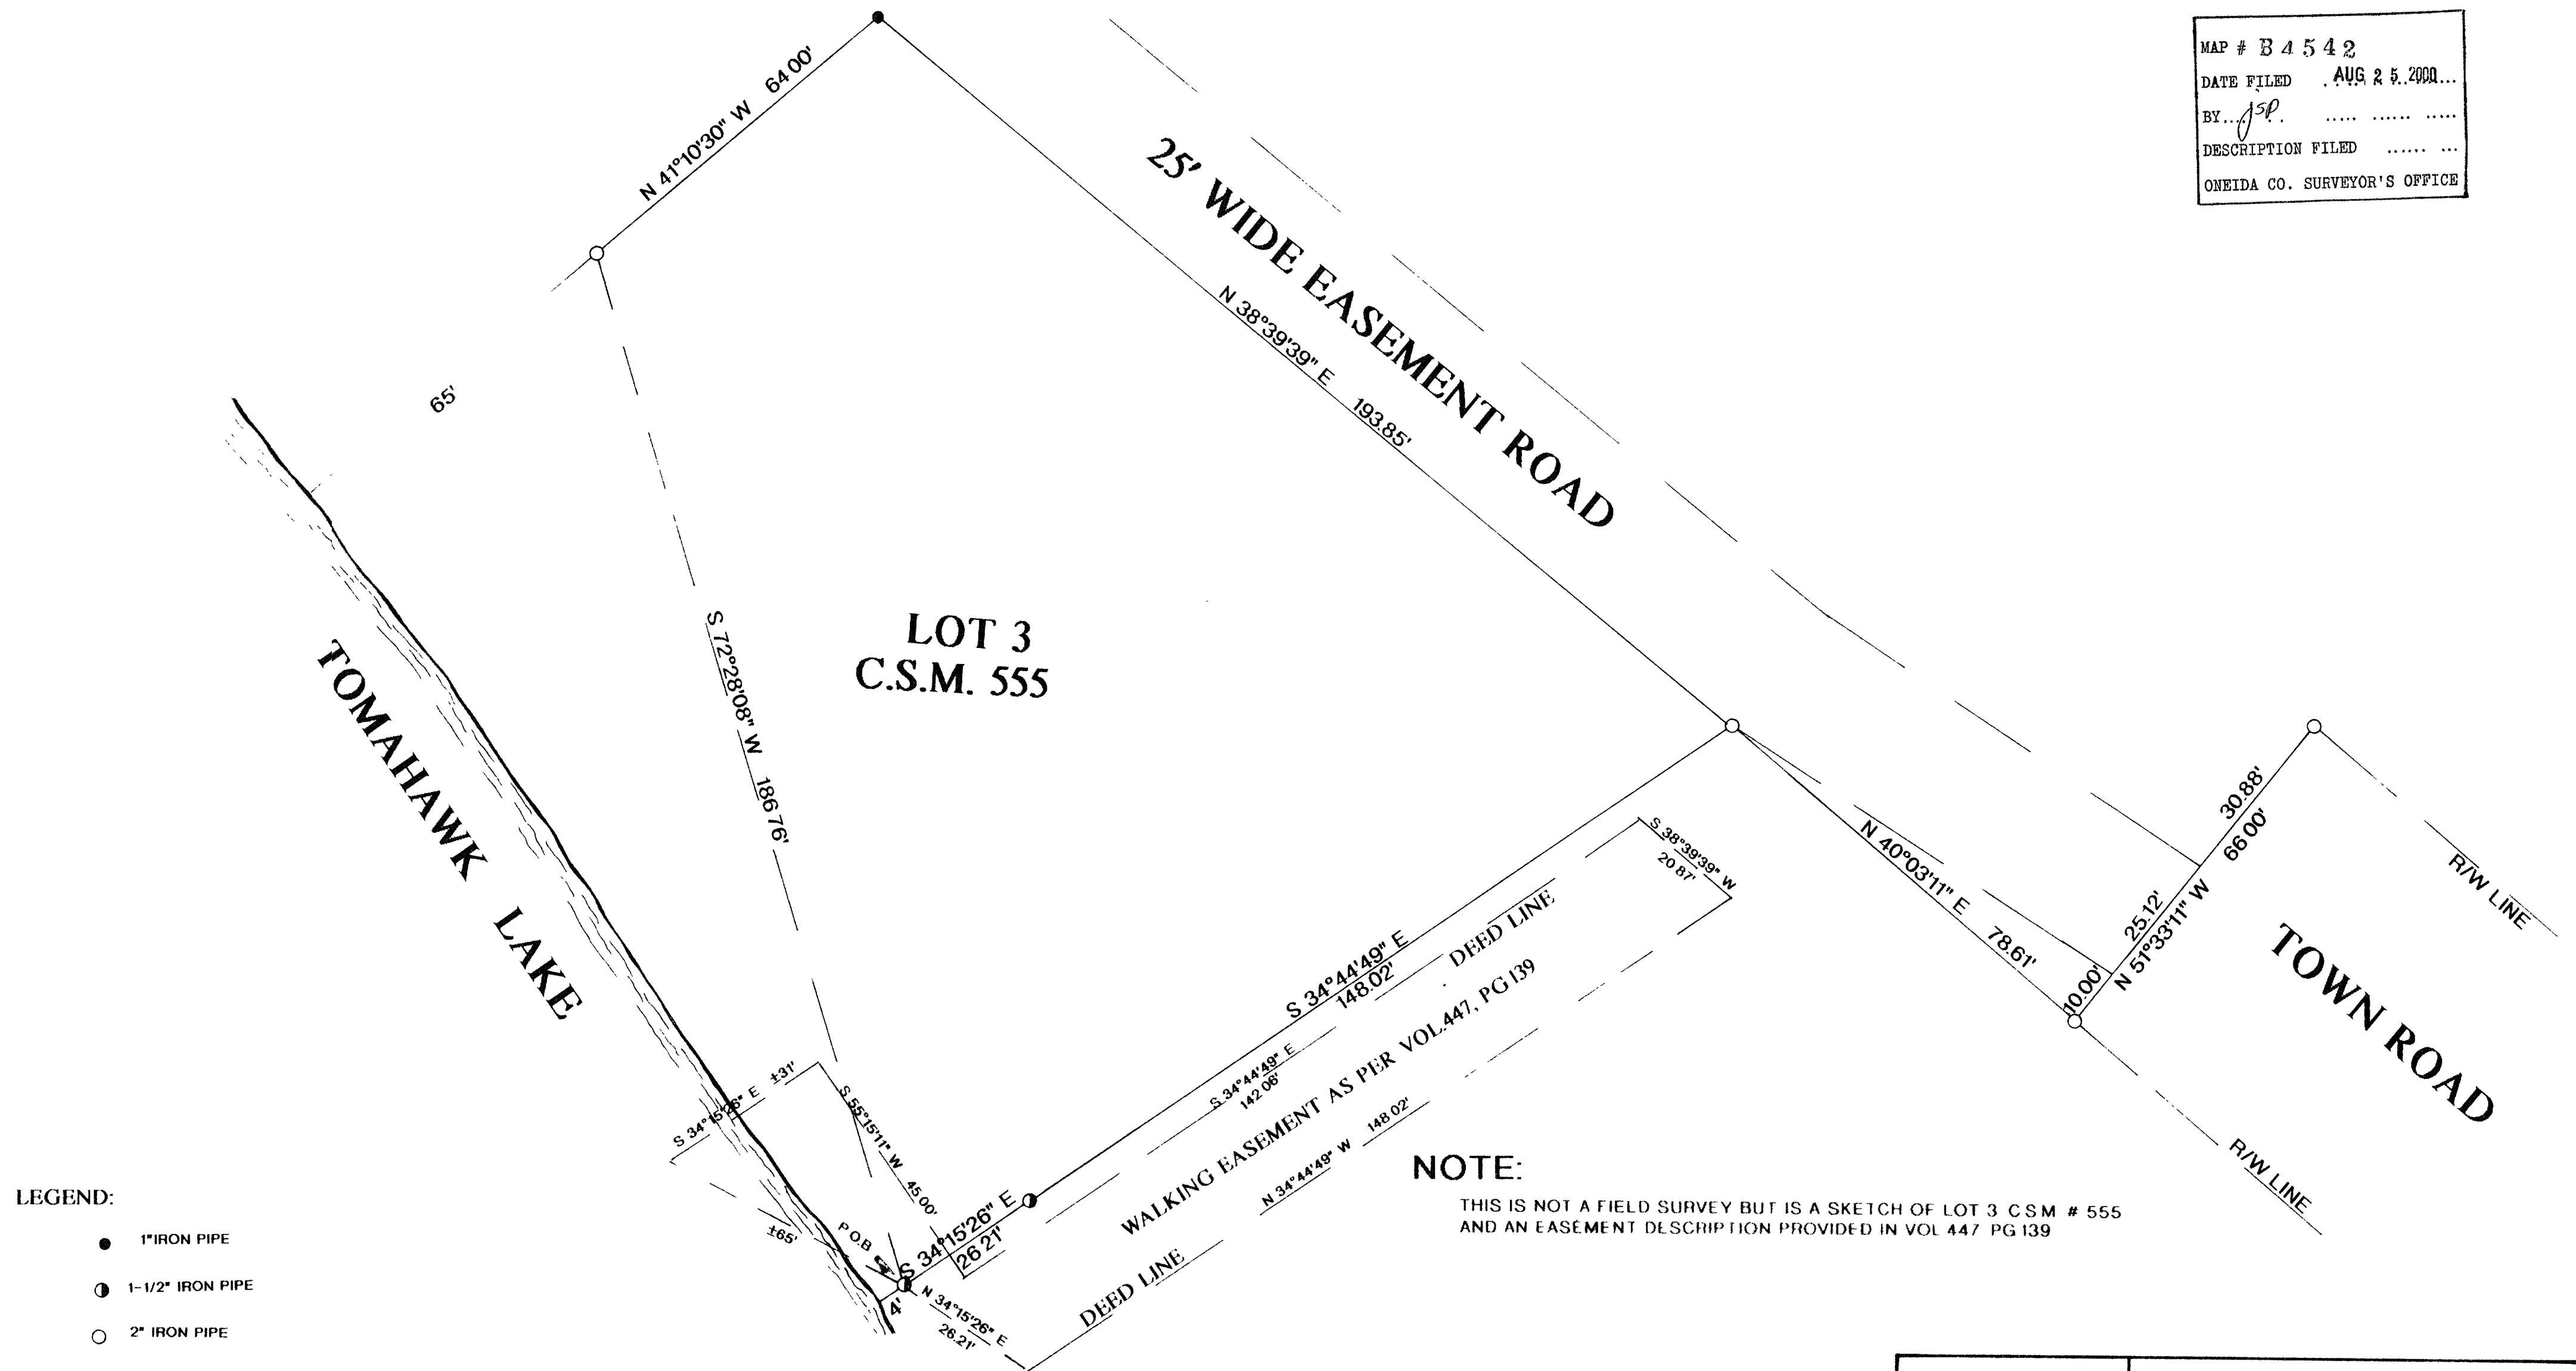 MAP # B4542
DATE FILED AUG 25 2000
BY JSP
DESCRIPTION FILED
ONEIDA CO. SURVEYOR'S OFFICE
N 41°10'30" W 64 00'
25' WIDE EASEMENT ROAD
N 38°39'39" E 193.85'
65'
LOT 3
C.S.M. 555
S 72°28'08" W 186 76'
TOMAHAWK LAKE
30.88'
66 00'
25.12'
N 51°33'11" W
10.00'
N 40°03'11" E 78.61'
R/W LINE
TOWN ROAD
R/W LINE
S 38°39'39" W
20 87'
DEED LINE
S 34°44'49" E
148.02'
S 34°44'49" E
142 06'
WALKING EASEMENT AS PER VOL.447, PG 139
N 34°44'49" W 148 02'
DEED LINE
S 34°15'26" E ±31'
S 55°15'11" W 45 00'
±65'
P.O.B
S 34°15'26" E
26 21'
4'
N 34°15'26" E
26.21'
NOTE:
THIS IS NOT A FIELD SURVEY BUT IS A SKETCH OF LOT 3 C S M # 555
AND AN EASEMENT DESCRIPTION PROVIDED IN VOL 447 PG 139
LEGEND:
1" IRON PIPE
1-1/2" IRON PIPE
2" IRON PIPE